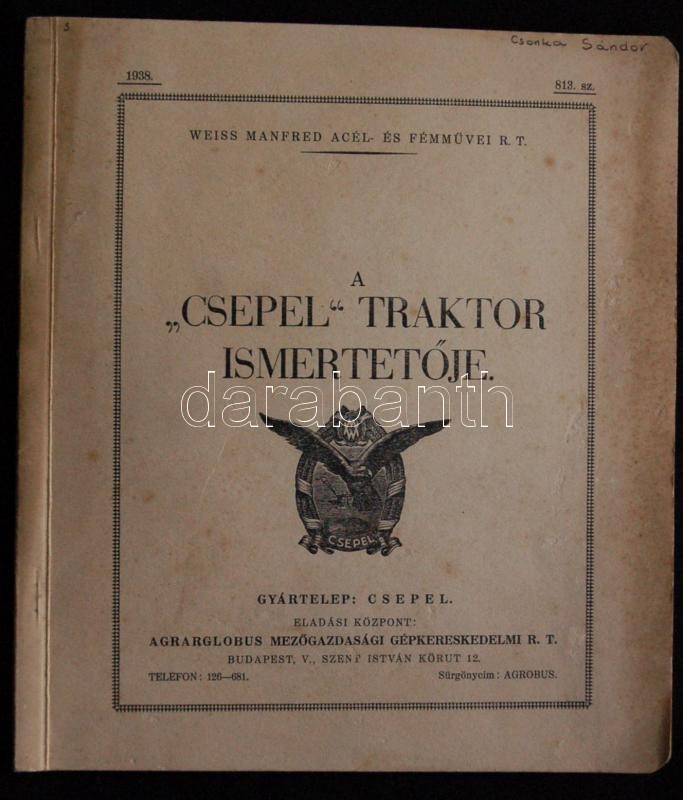 Csonka Sándor
1938.
813. sz.
WEISS MANFRED ACÉL- ÉS FÉMMŰVEI R. T.
A
„CSEPEL“ TRAKTOR
ISMERTETŐJE.
darabanth
CSEPEL
GYÁRTELEP: CSEPEL.
ELADÁSI KÖZPONT:
AGRARGLOBUS MEZŐGAZDASÁGI GÉPKERESKEDELMI R. T.
BUDAPEST, V., SZENT ISTVÁN KÖRUT 12.
TELEFON: 126—681.
Sürgönycim: AGROBUS.